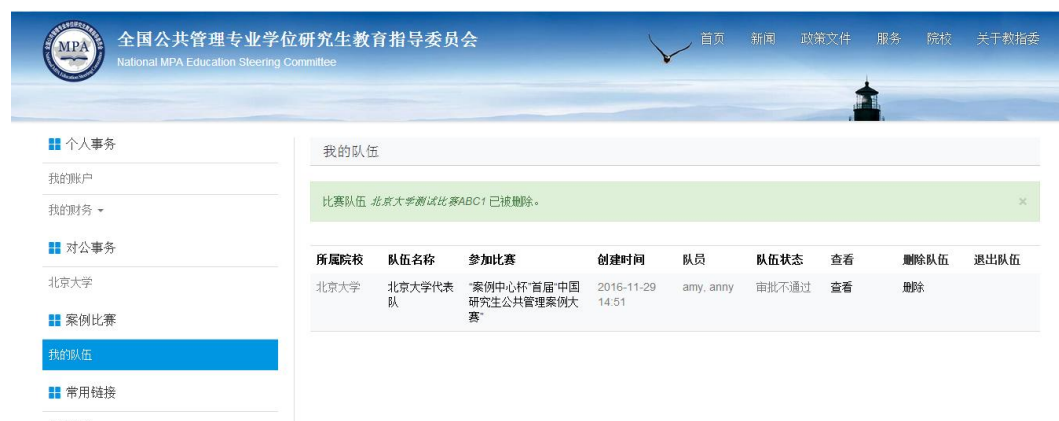 MPA
全国公共管理专业学位研究生教育指导委员会
National MPA Education Steering Committee
首页 新闻 政策文件 服务 院校 关于教指委
个人事务
我的账户
我的财务
对公事务
北京大学
案例比赛
我的队伍
常用链接
我的队伍
比赛队伍 北京大学测试比赛ABC1 已被删除。 ×
所属院校 队伍名称 参加比赛 创建时间 队员 队伍状态 查看 删除队伍 退出队伍
北京大学 北京大学代表 "案例中心杯"首届"中国 2016-11-29 amy, anny 审批不通过 查看 删除
队 研究生公共管理案例大 14:51
赛"